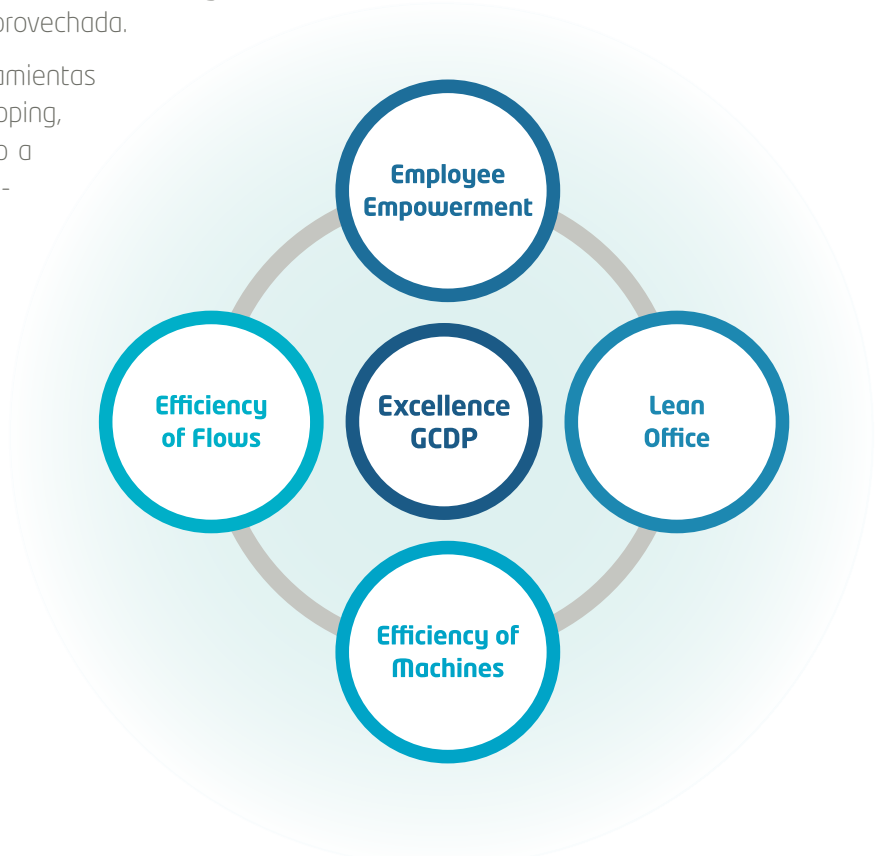 provechada.
amientas
pping,
o a
-
Employee
Empowerment
Efficiency
of Flows
Excellence
GCDP
Lean
Office
Efficiency of
Machines